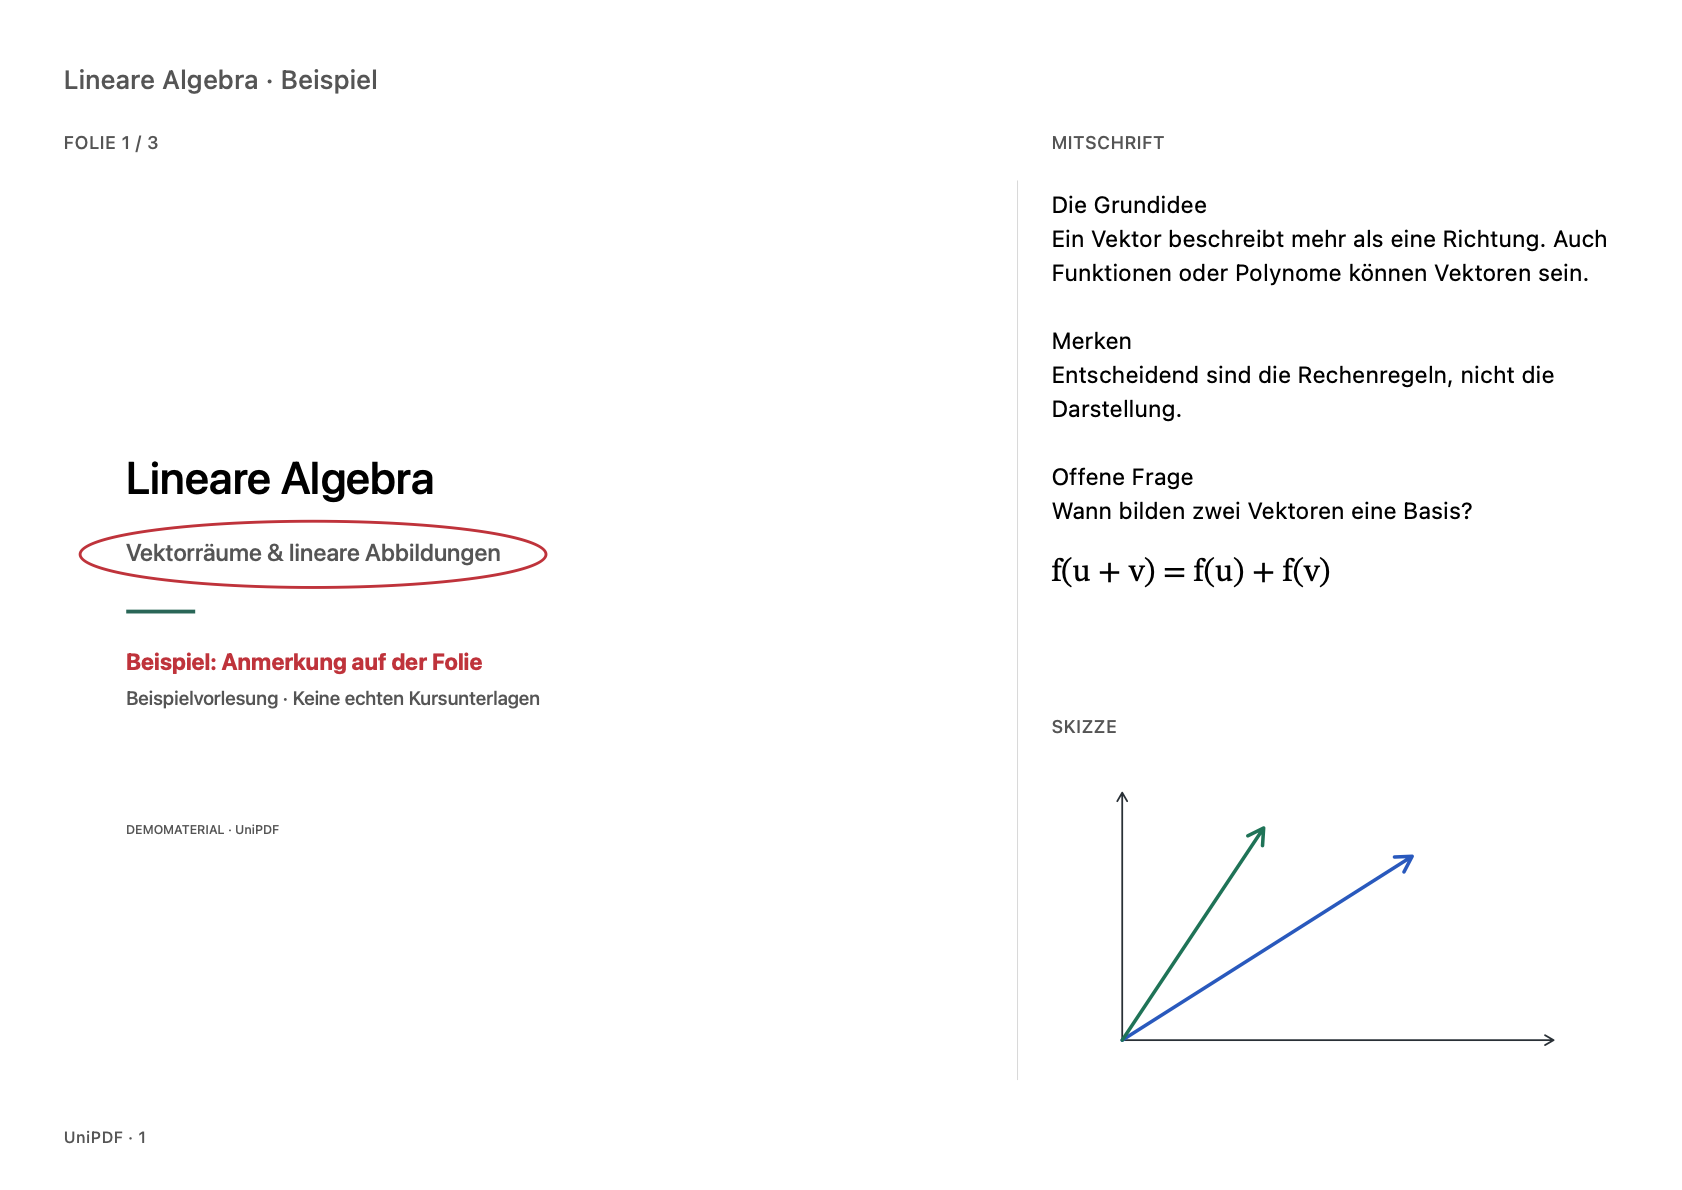 Lineare Algebra · Beispiel
FOLIE 1 / 3
Lineare Algebra
Vektorräume & lineare Abbildungen
Beispiel: Anmerkung auf der Folie
Beispielvorlesung · Keine echten Kursunterlagen
DEMOMATERIAL · UniPDF
MITSCHRIFT
Die Grundidee
Ein Vektor beschreibt mehr als eine Richtung. Auch
Funktionen oder Polynome können Vektoren sein.
Merken
Entscheidend sind die Rechenregeln, nicht die
Darstellung.
Offene Frage
Wann bilden zwei Vektoren eine Basis?
f(u + v) = f(u) + f(v)
SKIZZE
UniPDF · 1